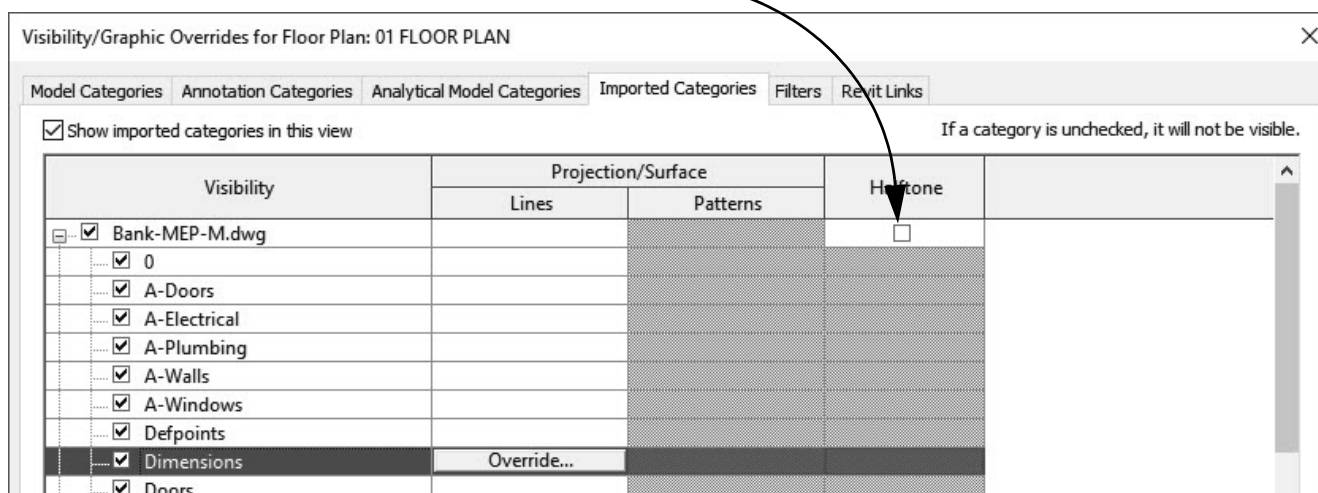 Visibility/Graphic Overrides for Floor Plan: 01 FLOOR PLAN
Model Categories Annotation Categories Analytical Model Categories Imported Categories Filters Revit Links
Show imported categories in this view If a category is unchecked, it will not be visible.
Visibility Projection/Surface Halftone
Lines Patterns
Bank-MEP-M.dwg
0
A-Doors
A-Electrical
A-Plumbing
A-Walls
A-Windows
Defpoints
Dimensions Override...
Doors